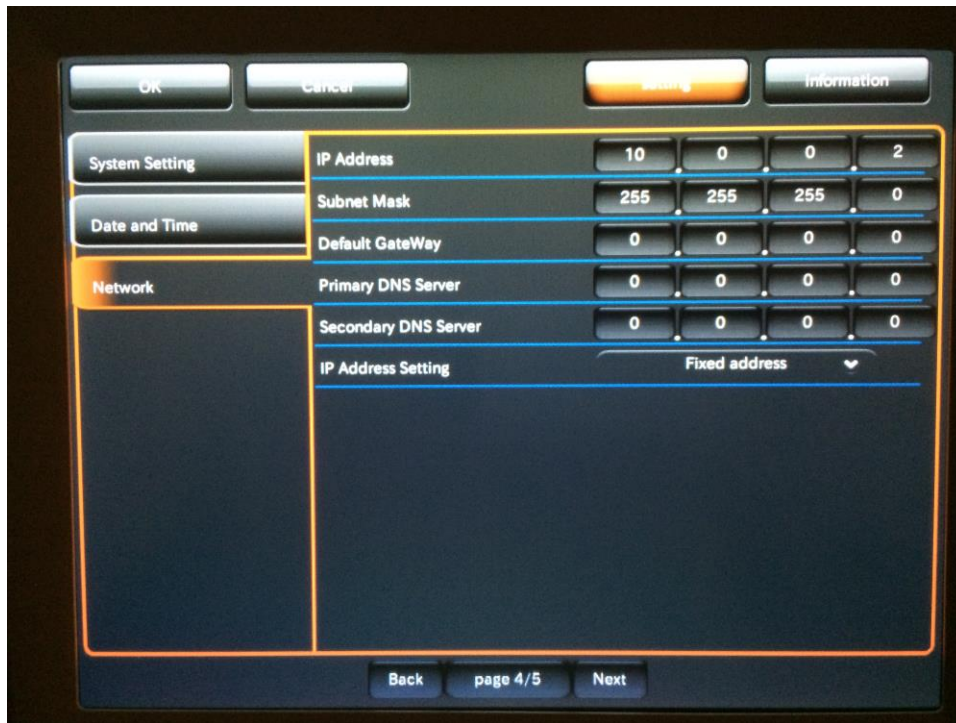 OK Cancel Setting Information
System Setting
Date and Time
Network
IP Address 10 . 0 . 0 . 2
Subnet Mask 255 . 255 . 255 . 0
Default GateWay 0 . 0 . 0 . 0
Primary DNS Server 0 . 0 . 0 . 0
Secondary DNS Server 0 . 0 . 0 . 0
IP Address Setting Fixed address
Back page 4/5 Next